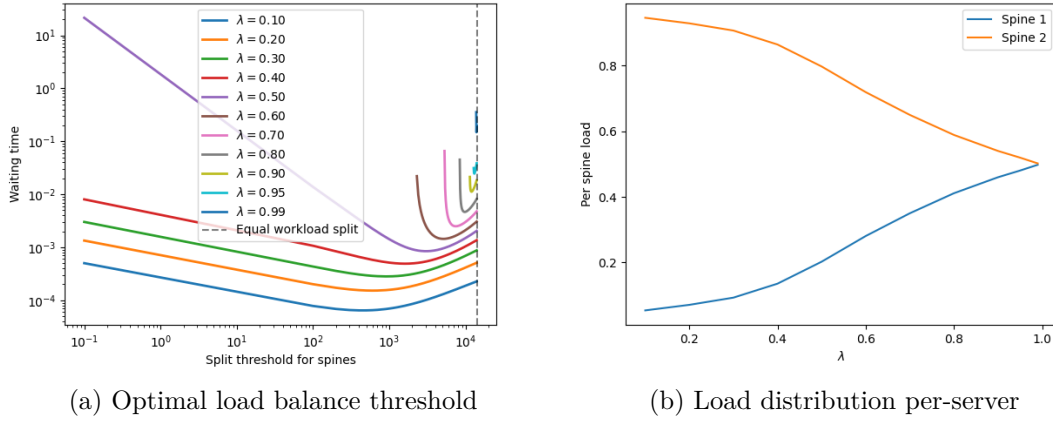 λ = 0.10
λ = 0.20
λ = 0.30
λ = 0.40
λ = 0.50
λ = 0.60
λ = 0.70
λ = 0.80
λ = 0.90
λ = 0.95
λ = 0.99
Equal workload split
Waiting time
10¹
10⁰
10⁻¹
10⁻²
10⁻³
10⁻⁴
10⁻¹ 10⁰ 10¹ 10² 10³ 10⁴
Split threshold for spines
(a) Optimal load balance threshold
Spine 1
Spine 2
Per spine load
0.8
0.6
0.4
0.2
0.2 0.4 0.6 0.8 1.0
λ
(b) Load distribution per-server